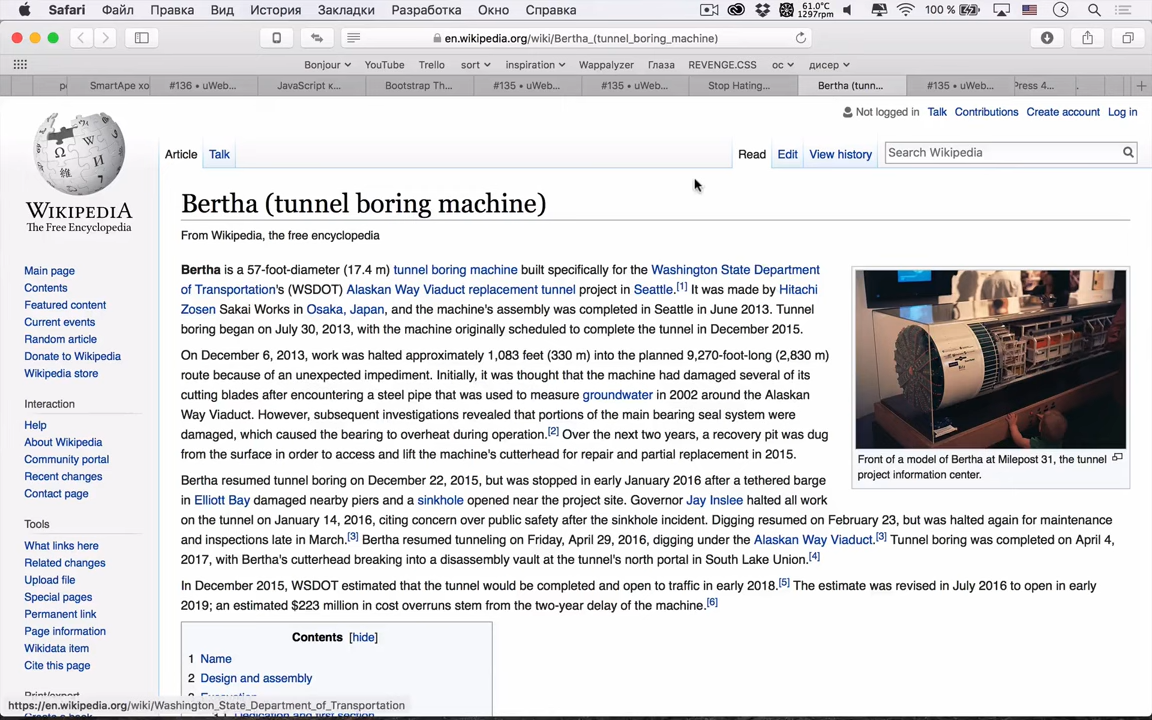 Safari Файл Правка Вид История Закладки Разработка Окно Справка 61.0°C 1297rpm 100 %
en.wikipedia.org/wiki/Bertha_(tunnel_boring_machine)
Bonjour YouTube Trello sort inspiration Wappalyzer Глаза REVENGE.CSS ос дисер
SmartApe хо #136 • uWeb... JavaScript к... Bootstrap Th... #135 • uWeb... #135 • uWeb... Stop Hating... Bertha (tunn... #135 • uWeb... Press 4...
Not logged in Talk Contributions Create account Log in
Article Talk Read Edit View history Search Wikipedia
WIKIPEDIA
The Free Encyclopedia
Main page
Contents
Featured content
Current events
Random article
Donate to Wikipedia
Wikipedia store
Interaction
Help
About Wikipedia
Community portal
Recent changes
Contact page
Tools
What links here
Related changes
Upload file
Special pages
Permanent link
Page information
Wikidata item
Cite this page
Print/export
Bertha (tunnel boring machine)
From Wikipedia, the free encyclopedia
Bertha is a 57-foot-diameter (17.4 m) tunnel boring machine built specifically for the Washington State Department
of Transportation's (WSDOT) Alaskan Way Viaduct replacement tunnel project in Seattle.[1] It was made by Hitachi
Zosen Sakai Works in Osaka, Japan, and the machine's assembly was completed in Seattle in June 2013. Tunnel
boring began on July 30, 2013, with the machine originally scheduled to complete the tunnel in December 2015.
On December 6, 2013, work was halted approximately 1,083 feet (330 m) into the planned 9,270-foot-long (2,830 m)
route because of an unexpected impediment. Initially, it was thought that the machine had damaged several of its
cutting blades after encountering a steel pipe that was used to measure groundwater in 2002 around the Alaskan
Way Viaduct. However, subsequent investigations revealed that portions of the main bearing seal system were
damaged, which caused the bearing to overheat during operation.[2] Over the next two years, a recovery pit was dug
from the surface in order to access and lift the machine's cutterhead for repair and partial replacement in 2015.
Front of a model of Bertha at Milepost 31, the tunnel
project information center.
Bertha resumed tunnel boring on December 22, 2015, but was stopped in early January 2016 after a tethered barge
in Elliott Bay damaged nearby piers and a sinkhole opened near the project site. Governor Jay Inslee halted all work
on the tunnel on January 14, 2016, citing concern over public safety after the sinkhole incident. Digging resumed on February 23, but was halted again for maintenance
and inspections late in March.[3] Bertha resumed tunneling on Friday, April 29, 2016, digging under the Alaskan Way Viaduct.[3] Tunnel boring was completed on April 4,
2017, with Bertha's cutterhead breaking into a disassembly vault at the tunnel's north portal in South Lake Union.[4]
In December 2015, WSDOT estimated that the tunnel would be completed and open to traffic in early 2018.[5] The estimate was revised in July 2016 to open in early
2019; an estimated $223 million in cost overruns stem from the two-year delay of the machine.[6]
Contents [hide]
1 Name
2 Design and assembly
https://en.wikipedia.org/wiki/Washington_State_Department_of_Transportation